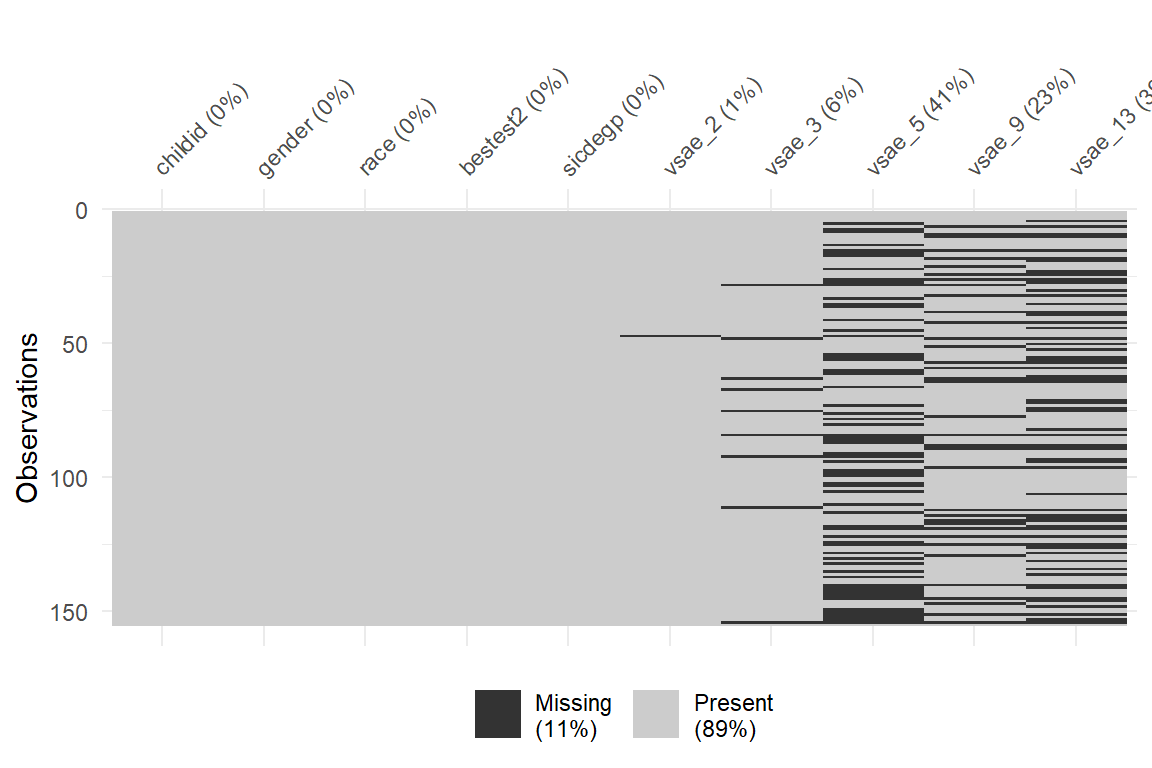 childid (0%)
gender (0%)
race (0%)
bestest2 (0%)
sicdegp (0%)
vsae_2 (1%)
vsae_3 (6%)
vsae_5 (41%)
vsae_9 (23%)
vsae_13
0
50
100
150
Observations
Missing
(11%)
Present
(89%)